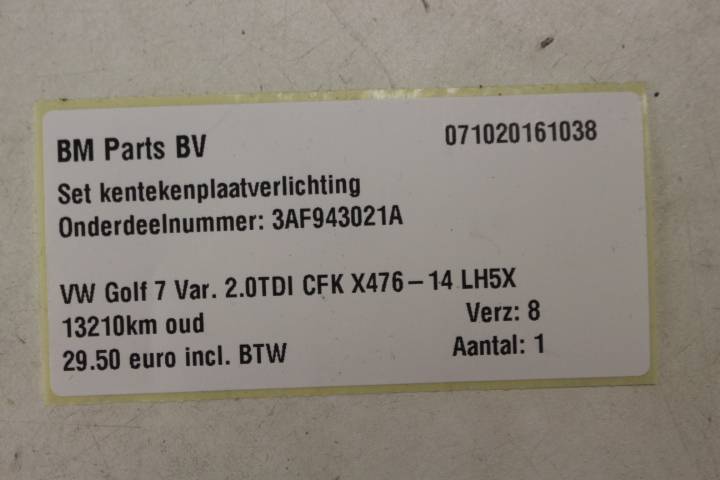 BM Parts BV 071020161038
Set kentekenplaatverlichting
Onderdeelnummer: 3AF943021A
VW Golf 7 Var. 2.0TDI CFK X476-14 LH5X
13210km oud Verz: 8
29.50 euro incl. BTW Aantal: 1